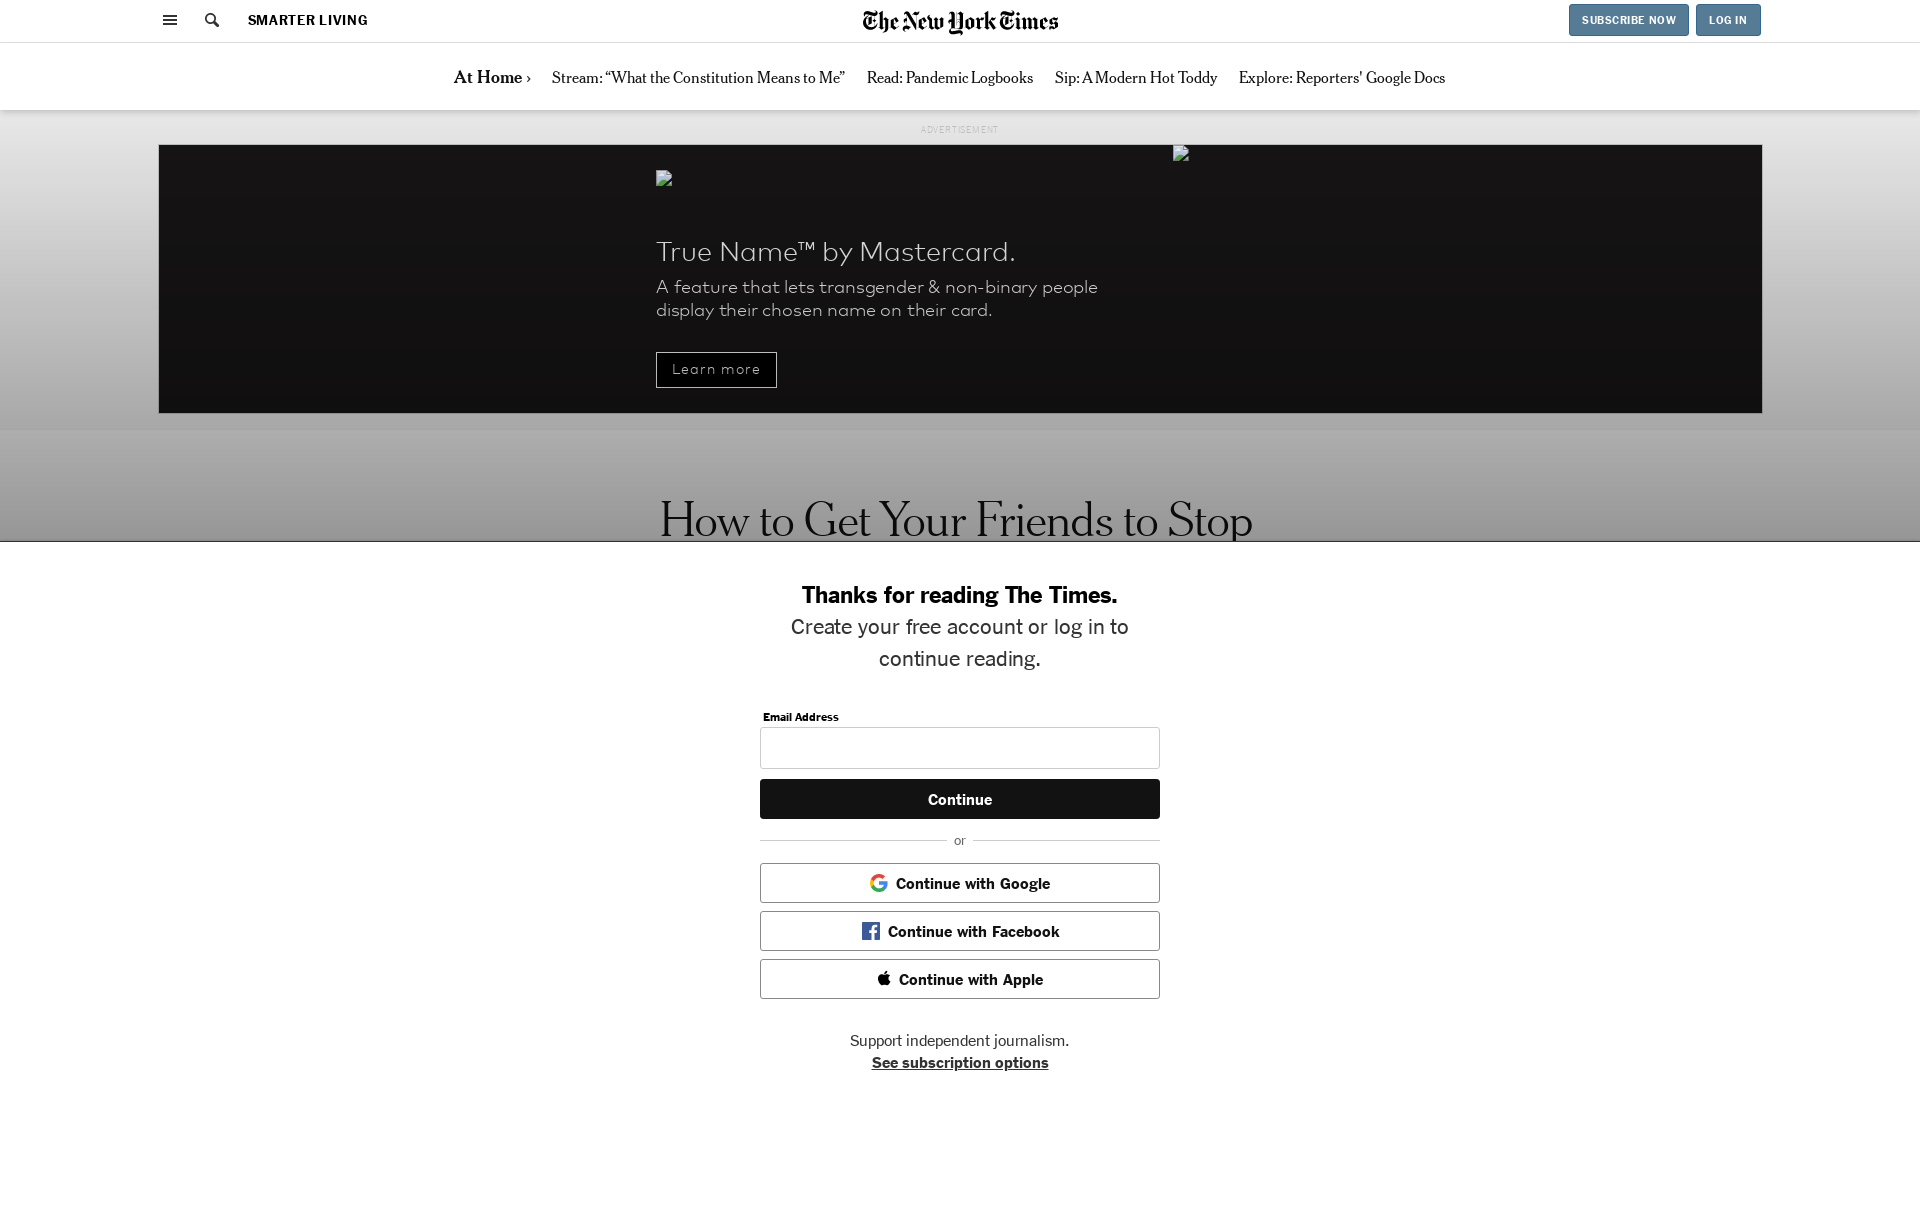 SMARTER LIVING
The New York Times
SUBSCRIBE NOW
LOG IN
At Home ›
Stream: “What the Constitution Means to Me”
Read: Pandemic Logbooks
Sip: A Modern Hot Toddy
Explore: Reporters' Google Docs
ADVERTISEMENT
True Name™ by Mastercard.
A feature that lets transgender & non-binary people
display their chosen name on their card.
Learn more
How to Get Your Friends to Stop
Thanks for reading The Times.
Create your free account or log in to
continue reading.
Email Address
Continue
or
Continue with Google
Continue with Facebook
Continue with Apple
Support independent journalism.
See subscription options